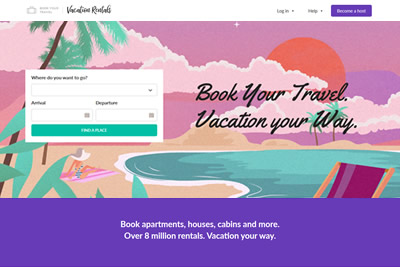 BOOK YOUR
TRAVEL
Vacation Rentals
Log in
Help
Become a host
Where do you want to go?
Arrival
Departure
FIND A PLACE
Book Your Travel.
Vacation your Way.
Book apartments, houses, cabins and more.
Over 8 million rentals. Vacation your way.